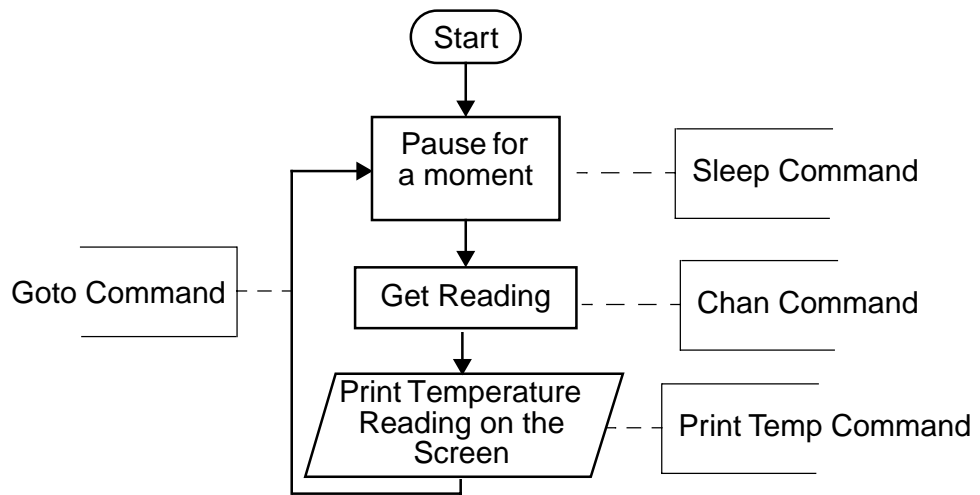 Start
Pause for
a moment
Sleep Command
Goto Command
Get Reading
Chan Command
Print Temperature
Reading on the
Screen
Print Temp Command